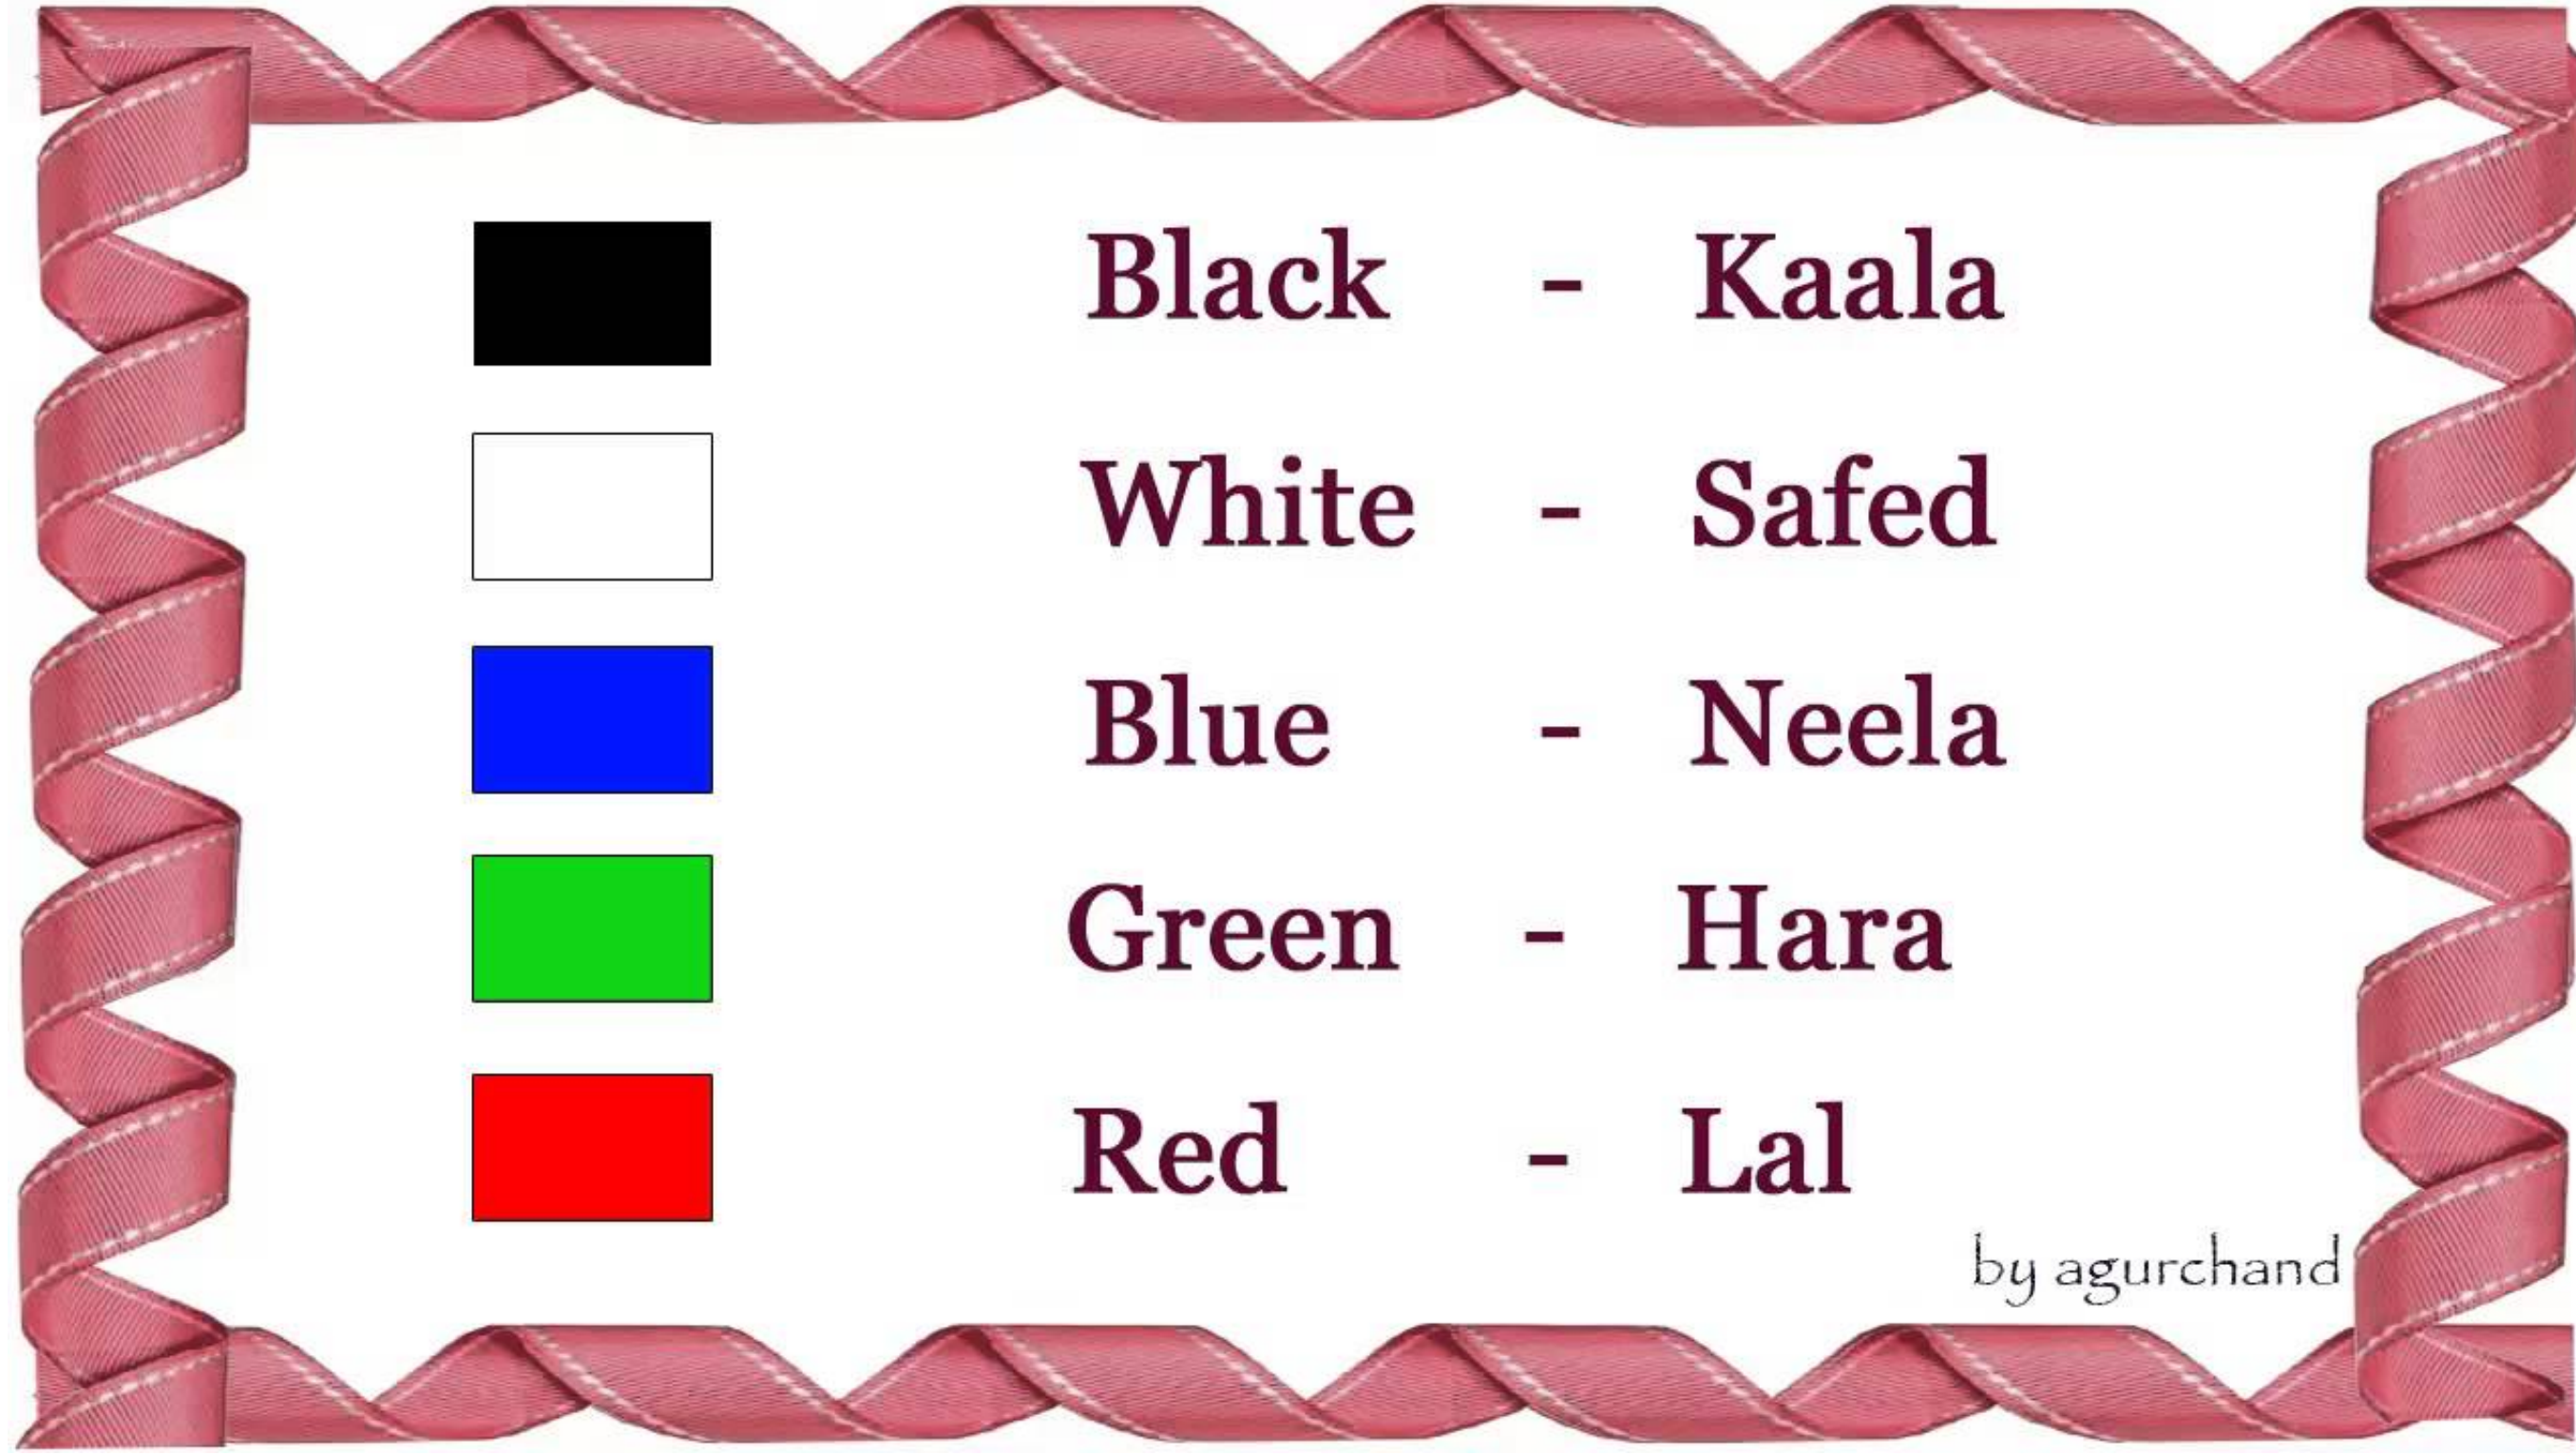 Black - Kaala
White - Safed
Blue - Neela
Green - Hara
Red - Lal
by agurchand